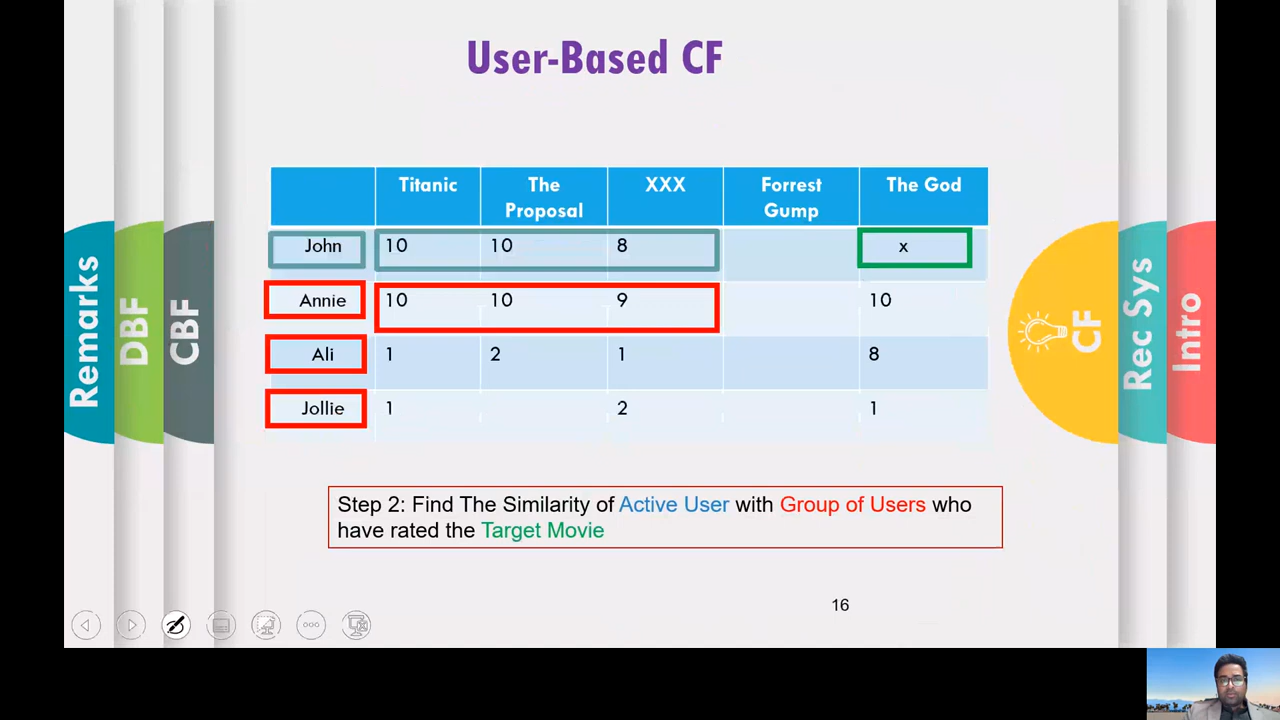 User-Based CF
Titanic The Proposal XXX Forrest Gump The God
John 10 10 8 x
Annie 10 10 9 10
Ali 1 2 1 8
Jollie 1 2 1
Step 2: Find The Similarity of Active User with Group of Users who
have rated the Target Movie
16
Remarks
DBF
CBF
CF
Rec Sys
Intro